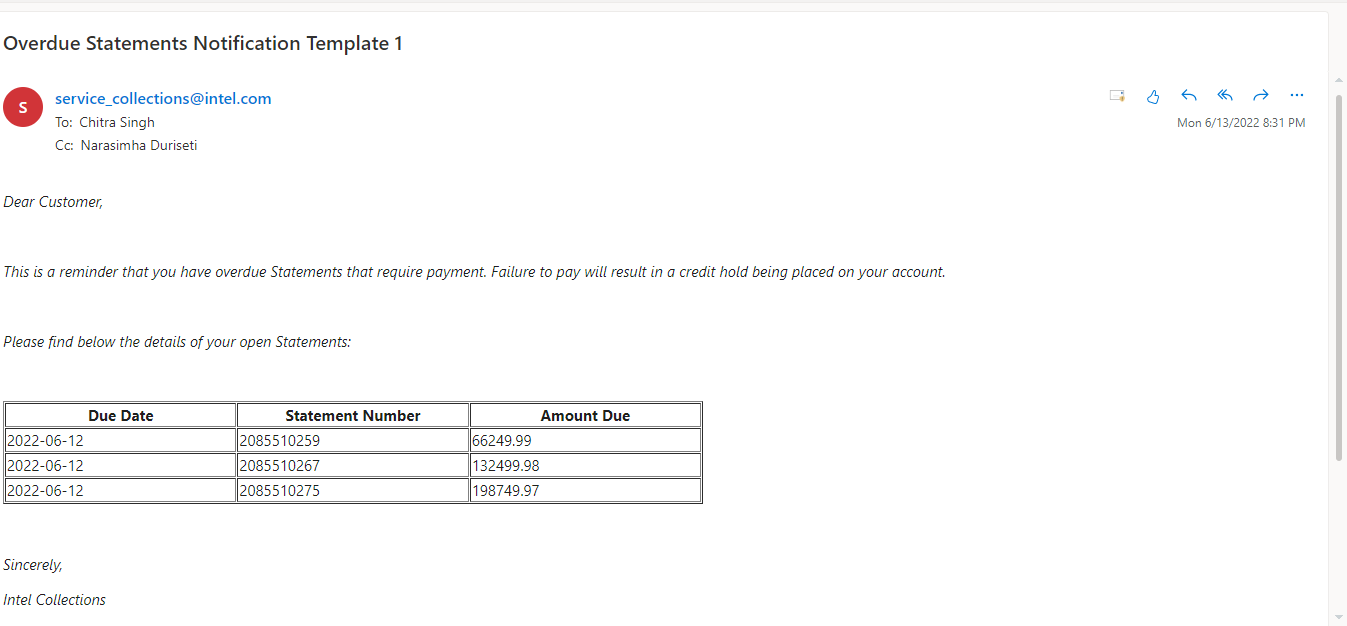 Overdue Statements Notification Template 1
S
service_collections@intel.com
To: Chitra Singh
Mon 6/13/2022 8:31 PM
Cc: Narasimha Duriseti
Dear Customer,
This is a reminder that you have overdue Statements that require payment. Failure to pay will result in a credit hold being placed on your account.
Please find below the details of your open Statements:
Due Date Statement Number Amount Due
2022-06-12 2085510259 66249.99
2022-06-12 2085510267 132499.98
2022-06-12 2085510275 198749.97
Sincerely,
Intel Collections